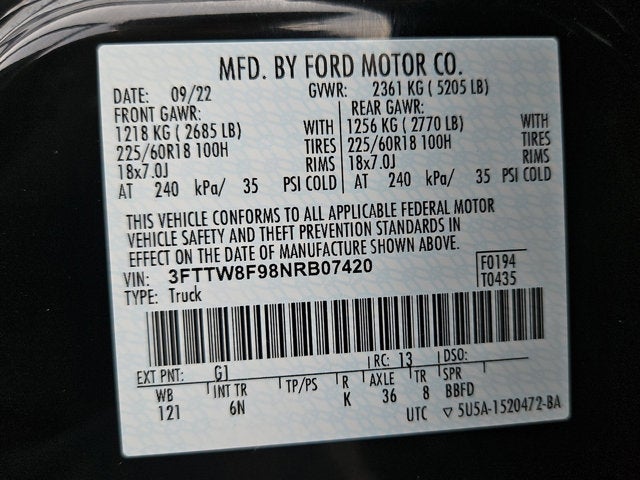 MFD. BY FORD MOTOR CO.
DATE: 09/22 GVWR: 2361 KG ( 5205 LB)
FRONT GAWR: REAR GAWR:
1218 KG ( 2685 LB) WITH 1256 KG ( 2770 LB) WITH
225/60R18 100H TIRES 225/60R18 100H TIRES
18x7.0J RIMS 18x7.0J RIMS
AT 240 kPa/ 35 PSI COLD AT 240 kPa/ 35 PSI COLD
THIS VEHICLE CONFORMS TO ALL APPLICABLE FEDERAL MOTOR
VEHICLE SAFETY AND THEFT PREVENTION STANDARDS IN
EFFECT ON THE DATE OF MANUFACTURE SHOWN ABOVE.
VIN: 3FTTW8F98NRB07420 F0194
TYPE: Truck T0435
EXT PNT: G1 RC: 13 DSO:
WB INT TR TP/PS R AXLE TR SPR
121 6N K 36 8 BBFD
UTC ▽ 5U5A-1520472-BA